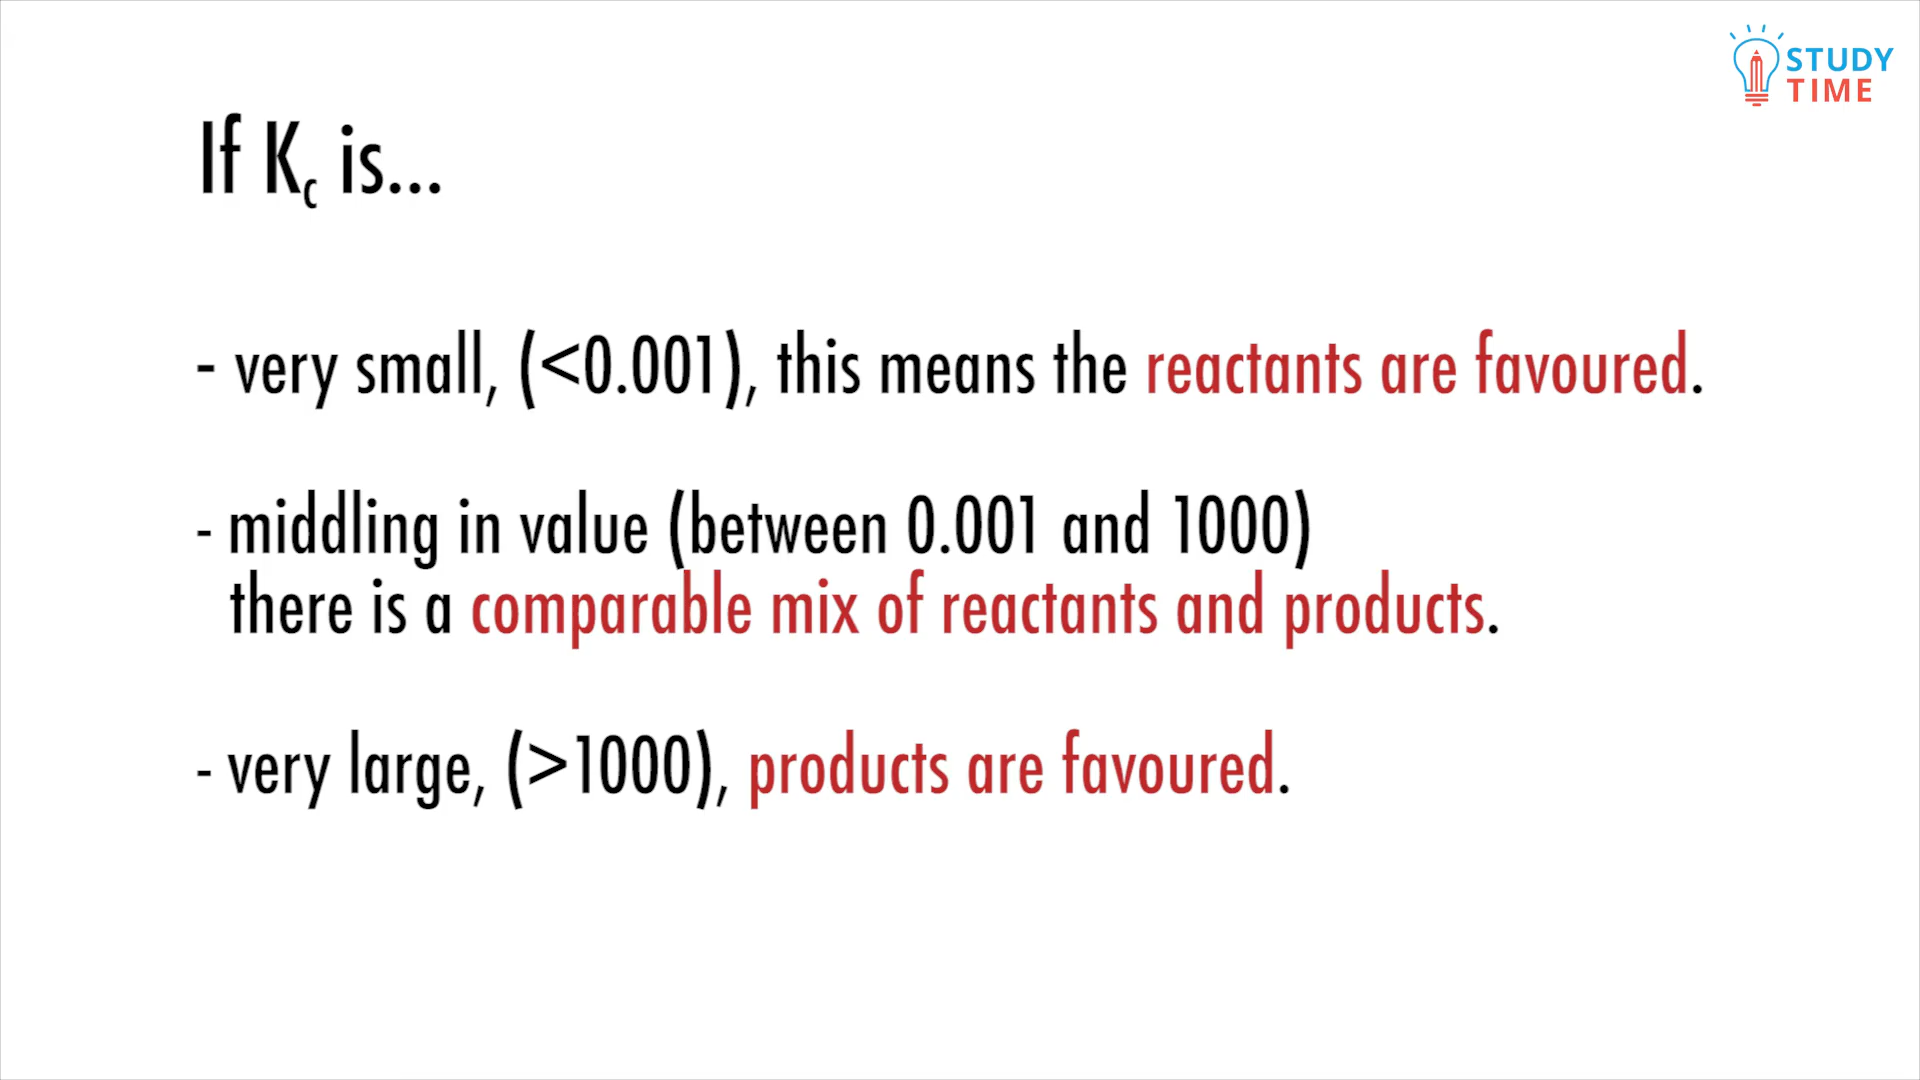 STUDY
TIME
If Kc is...
- very small, (<0.001), this means the reactants are favoured.
- middling in value (between 0.001 and 1000)
there is a comparable mix of reactants and products.
- very large, (>1000), products are favoured.